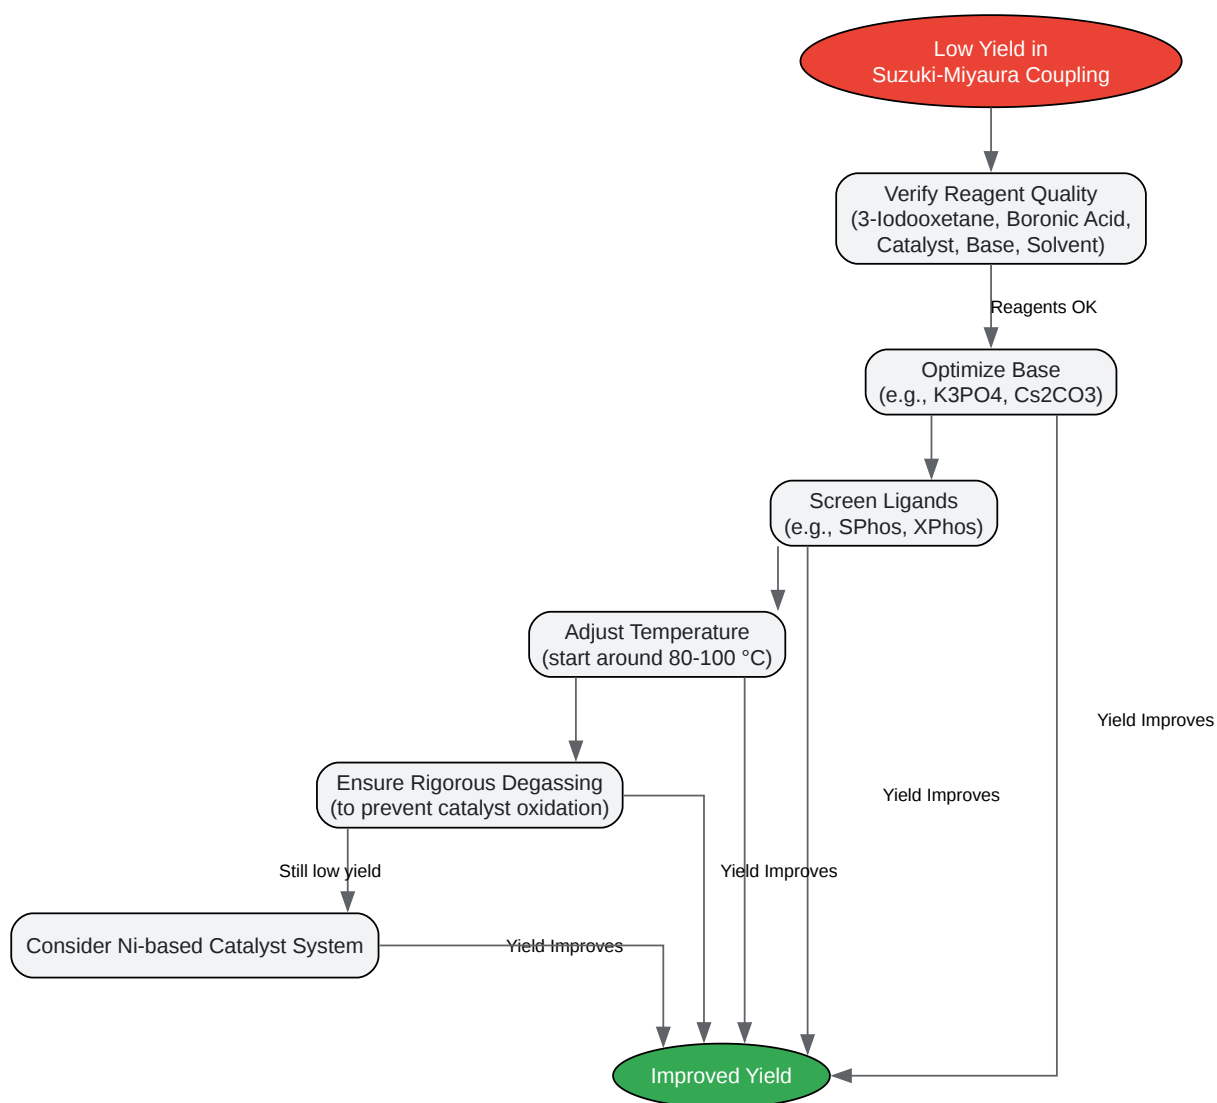 Low Yield in
Suzuki-Miyaura Coupling
Verify Reagent Quality
(3-Iodooxetane, Boronic Acid,
Catalyst, Base, Solvent)
Reagents OK
Optimize Base
(e.g., K3PO4, Cs2CO3)
Screen Ligands
(e.g., SPhos, XPhos)
Adjust Temperature
(start around 80-100 °C)
Yield Improves
Ensure Rigorous Degassing
(to prevent catalyst oxidation)
Yield Improves
Still low yield
Yield Improves
Consider Ni-based Catalyst System
Yield Improves
Improved Yield